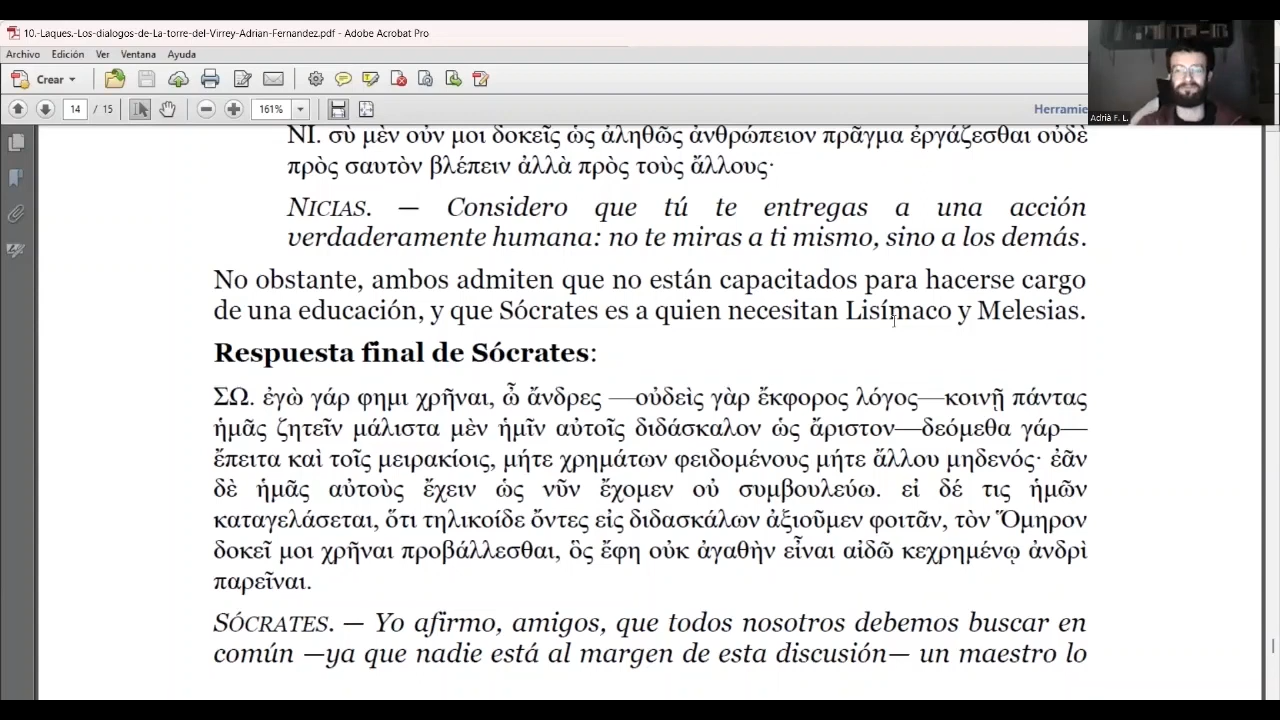 10.-Laques.-Los-dialogos-de-La-torre-del-Virrey-Adrian-Fernandez.pdf - Adobe Acrobat Pro
Archivo Edición Ver Ventana Ayuda
Crear
14 / 15 161% Herramie
Adrià F. L.
ΝΙ. σὺ μὲν οὖν μοι δοκεῖς ὡς ἀληθῶς ἀνθρώπειον πρᾶγμα ἐργάζεσθαι οὐδὲ
πρὸς σαυτὸν βλέπειν ἀλλὰ πρὸς τοὺς ἄλλους·
NICIAS. — Considero que tú te entregas a una acción
verdaderamente humana: no te miras a ti mismo, sino a los demás.
No obstante, ambos admiten que no están capacitados para hacerse cargo
de una educación, y que Sócrates es a quien necesitan Lisímaco y Melesias.
Respuesta final de Sócrates:
ΣΩ. ἐγὼ γάρ φημι χρῆναι, ὦ ἄνδρες —οὐδεὶς γὰρ ἔκφορος λόγος—κοινῇ πάντας
ἡμᾶς ζητεῖν μάλιστα μὲν ἡμῖν αὐτοῖς διδάσκαλον ὡς ἄριστον—δεόμεθα γάρ—
ἔπειτα καὶ τοῖς μειρακίοις, μήτε χρημάτων φειδομένους μήτε ἄλλου μηδενός· ἐᾶν
δὲ ἡμᾶς αὐτοὺς ἔχειν ὡς νῦν ἔχομεν οὐ συμβουλεύω. εἰ δέ τις ἡμῶν
καταγελάσεται, ὅτι τηλικοίδε ὄντες εἰς διδασκάλων ἀξιοῦμεν φοιτᾶν, τὸν Ὅμηρον
δοκεῖ μοι χρῆναι προβάλλεσθαι, ὃς ἔφη οὐκ ἀγαθὴν εἶναι αἰδῶ κεχρημένῳ ἀνδρὶ
παρεῖναι.
SÓCRATES. — Yo afirmo, amigos, que todos nosotros debemos buscar en
común —ya que nadie está al margen de esta discusión— un maestro lo